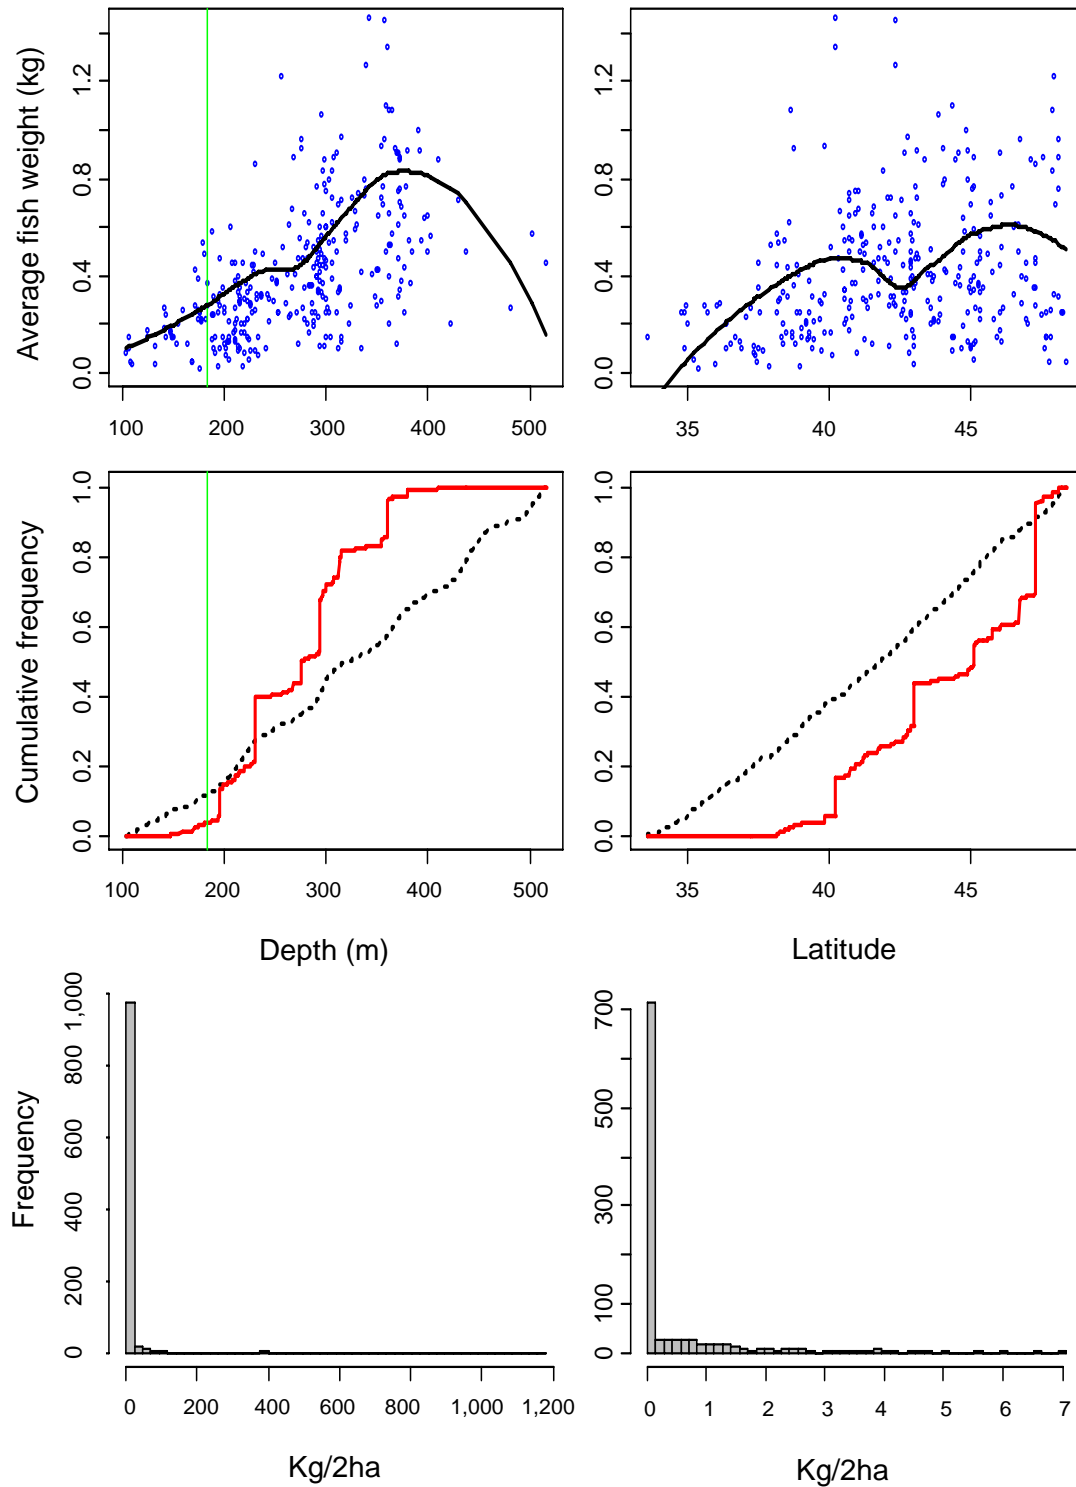 Average fish weight (kg)
0.0 0.4 0.8 1.2
100 200 300 400 500
35 40 45
Cumulative frequency
0.0 0.2 0.4 0.6 0.8 1.0
0.0 0.2 0.4 0.6 0.8 1.0
100 200 300 400 500
35 40 45
Depth (m)
Latitude
0.0 0.4 0.8 1.2
Frequency
0 200 400 600 800 1,000
100 300 500 700
0
0 200 400 600 800 1,000 1,200
0 1 2 3 4 5 6 7
Kg/2ha
Kg/2ha